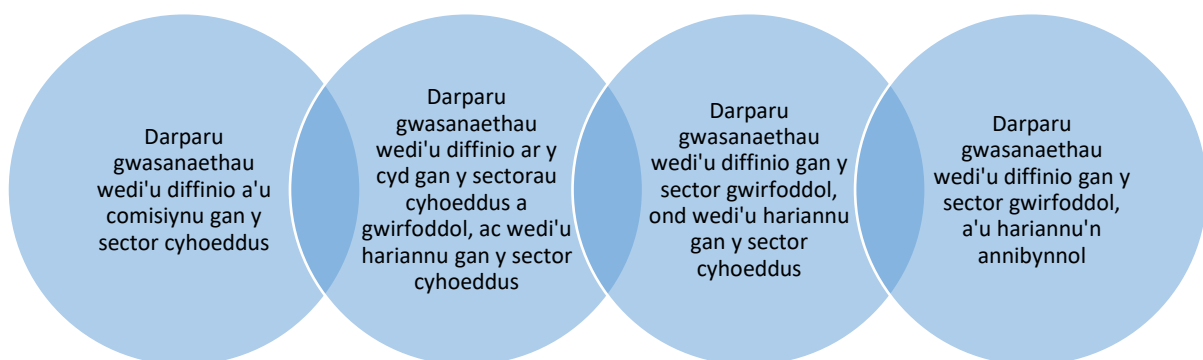 Darparu
gwasanaethau
wedi'u diffinio a'u
comisiynu gan y
sector cyhoeddus
Darparu
gwasanaethau
wedi'u diffinio ar y
cyd gan y sectorau
cyhoeddus a
gwirfoddol, ac wedi'u
hariannu gan y sector
cyhoeddus
Darparu
gwasanaethau
wedi'u diffinio gan y
sector gwirfoddol,
ond wedi'u hariannu
gan y sector
cyhoeddus
Darparu
gwasanaethau
wedi'u diffinio gan y
sector gwirfoddol,
a'u hariannu'n
annibynnol